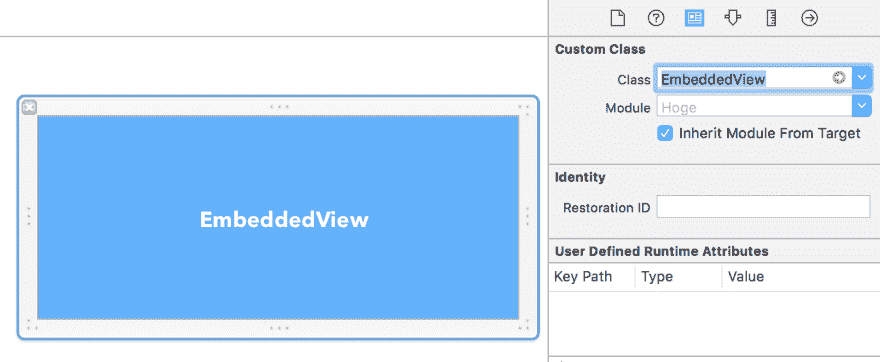 Custom Class
Class EmbeddedView
Module Hoge
Inherit Module From Target
EmbeddedView
Identity
Restoration ID
User Defined Runtime Attributes
Key Path Type Value